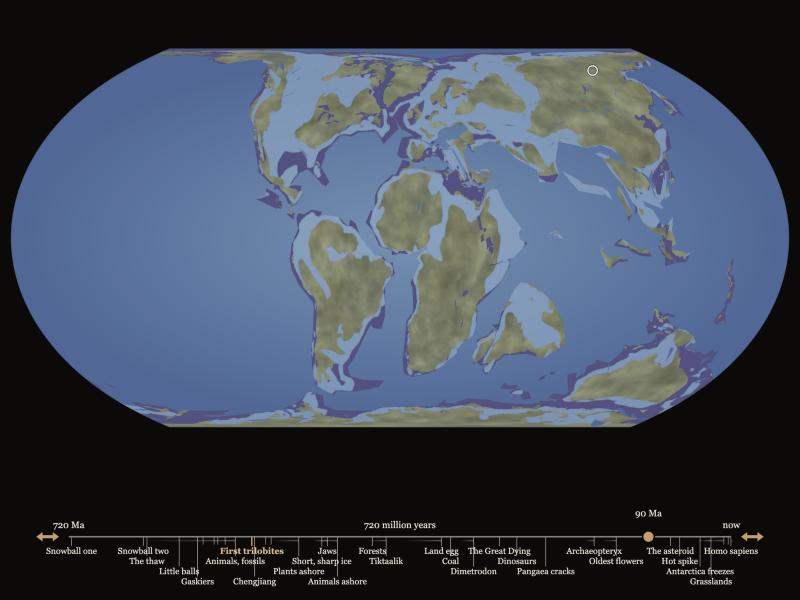 90 Ma
720 Ma
720 million years
now
Snowball one
Snowball two
First trilobites
Jaws
Forests
Land egg
The Great Dying
Archaeopteryx
The asteroid
Homo sapiens
The thaw
Animals, fossils
Short, sharp ice
Tiktaalik
Coal
Dinosaurs
Oldest flowers
Hot spike
Little balls
Plants ashore
Dimetrodon
Pangaea cracks
Antarctica freezes
Gaskiers
Chengjiang
Animals ashore
Grasslands